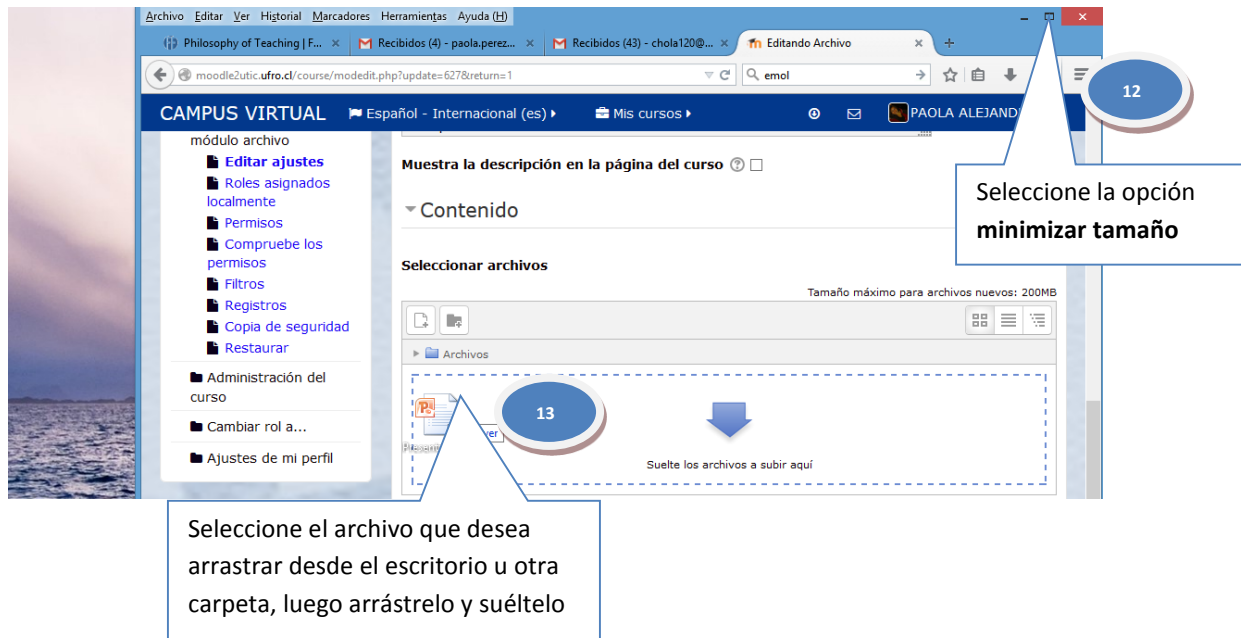 Archivo Editar Ver Historial Marcadores Herramientas Ayuda (H)
Philosophy of Teaching | F... × Recibidos (4) - paola.perez... × Recibidos (43) - chola120@... × Editando Archivo × +
moodle2utic.ufro.cl/course/modedit.php?update=627&return=1 emol
12
CAMPUS VIRTUAL Español - Internacional (es) Mis cursos PAOLA ALEJAND
módulo archivo
Editar ajustes
Roles asignados
localmente
Permisos
Compruebe los
permisos
Filtros
Registros
Copia de seguridad
Restaurar
Administración del
curso
Cambiar rol a...
Ajustes de mi perfil
Muestra la descripción en la página del curso
Contenido
Seleccione la opción
minimizar tamaño
Seleccionar archivos
Tamaño máximo para archivos nuevos: 200MB
Archivos
13
Suelte los archivos a subir aquí
Seleccione el archivo que desea
arrastrar desde el escritorio u otra
carpeta, luego arrástrelo y suéltelo